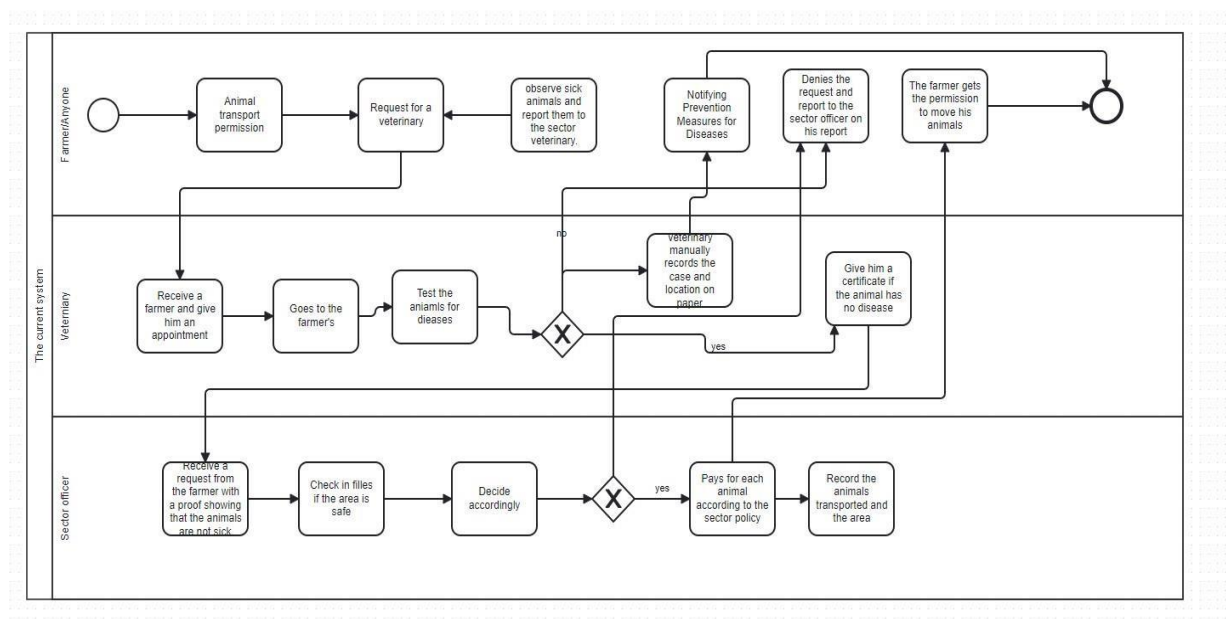 The current system
Farmer/Anyone
Animal
transport
permission
Request for a
veterinary
observe sick
animals and
report them to
the sector
veterinary.
Notifying
Prevention
Measures for
Diseases
Denies the
request and
report to the
sector officer on
his report
The farmer gets
the permission
to move his
animals
Veterniary
Receive a
farmer and give
him an
appointment
Goes to the
farmer's
Test the
aniamls for
dieases
no
veterinary
manually
records the
case and
location on
paper
yes
Give him a
certificate if
the animal has
no disease
Sector officer
Receive a
request from
the farmer with
a proof showing
that the animals
are not sick
Check in filles
if the area is
safe
Decide
accordingly
yes
Pays for each
animal
according to the
sector policy
Record the
animals
transported and
the area